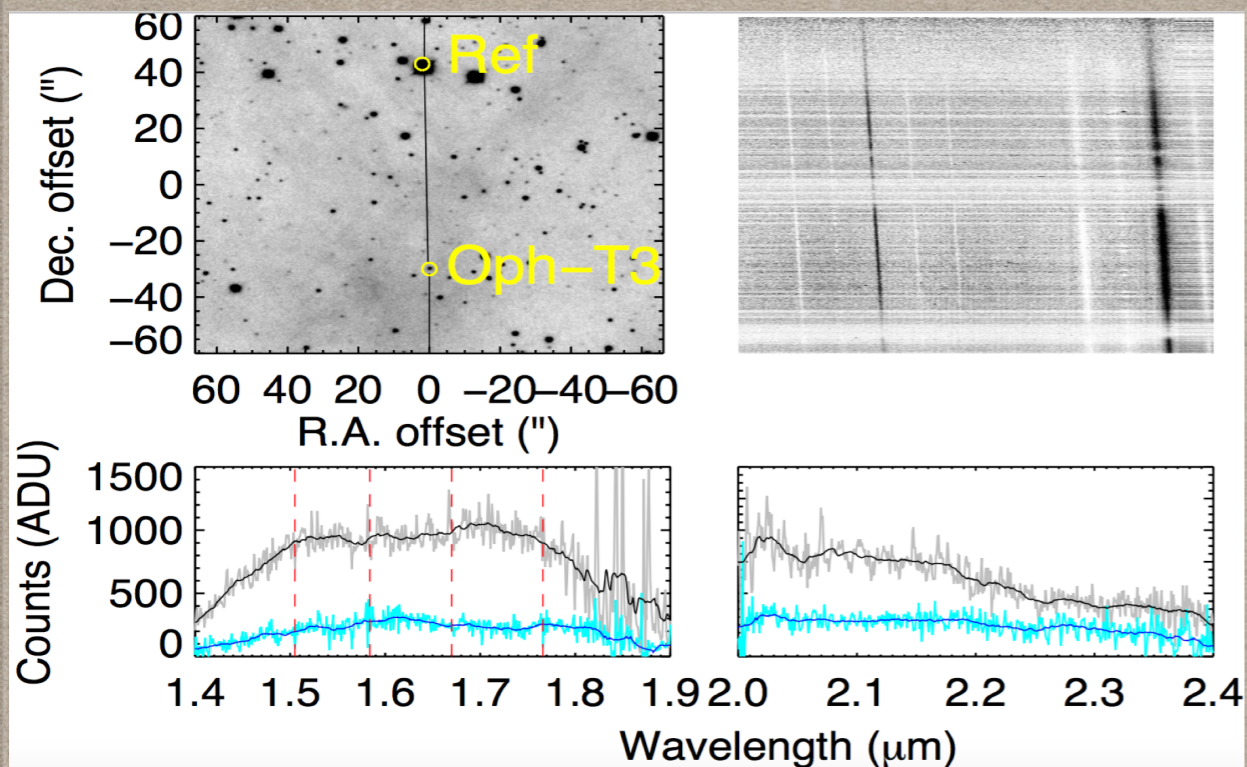 60
40
20
0
−20
−40
−60
Dec. offset (")
Ref
Oph−T3
60 40 20 0 −20−40−60
R.A. offset (")
Counts (ADU)
1500
1000
500
0
1.4 1.5 1.6 1.7 1.8 1.9 2.0 2.1 2.2 2.3 2.4
Wavelength (μm)